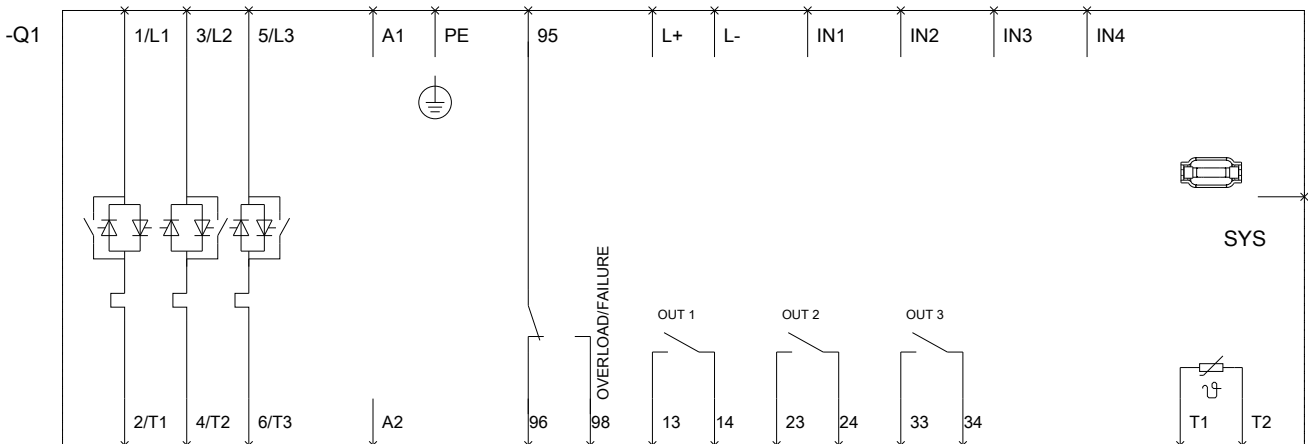 -Q1 1/L1 3/L2 5/L3 A1 PE 95 L+ L- IN1 IN2 IN3 IN4
SYS
OVERLOAD/FAILURE
OUT 1 OUT 2 OUT 3
ϑ
2/T1 4/T2 6/T3 A2 96 98 13 14 23 24 33 34 T1 T2